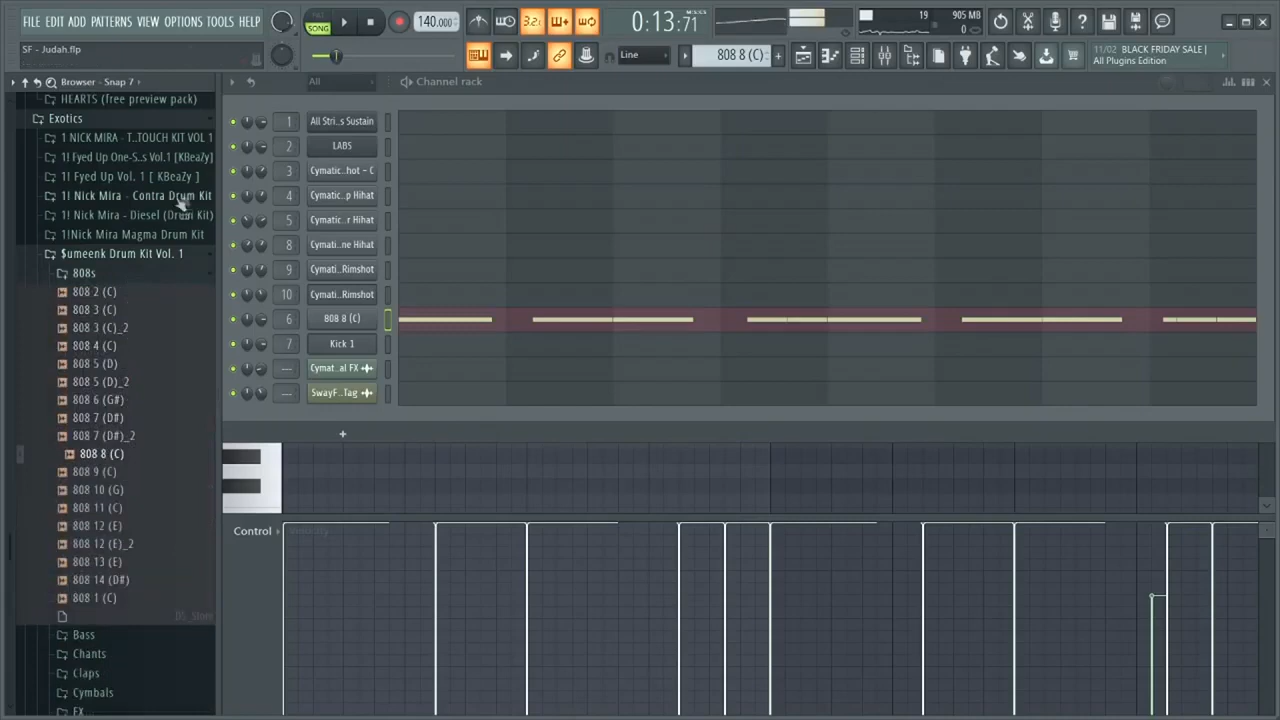 FILE EDIT ADD PATTERNS VIEW OPTIONS TOOLS HELP
SF - Judah.flp
SONG
140.000
3.2.
0:13:71
M:S:CS
19
905 MB
0
Line
808 8 (C)
11/02 BLACK FRIDAY SALE |
All Plugins Edition
Browser - Snap 7
All
Channel rack
HEARTS (free preview pack)
Exotics
1 NICK MIRA - T..TOUCH KIT VOL 1
1! Fyed Up One-S..s Vol.1 [KBeaZy]
1! Fyed Up Vol. 1 [ KBeaZy ]
1! Nick Mira - Contra Drum Kit
1! Nick Mira - Diesel (Drum Kit)
1!Nick Mira Magma Drum Kit
$umeenk Drum Kit Vol. 1
808s
808 2 (C)
808 3 (C)
808 3 (C)_2
808 4 (C)
808 5 (D)
808 5 (D)_2
808 6 (G#)
808 7 (D#)
808 7 (D#)_2
808 8 (C)
808 9 (C)
808 10 (G)
808 11 (C)
808 12 (E)
808 12 (E)_2
808 13 (E)
808 14 (D#)
808 1 (C)
DS_Store
Bass
Chants
Claps
Cymbals
FX
1 All Stri..s Sustain
2 LABS
3 Cymatic..hot - C
4 Cymatic..p Hihat
5 Cymatic..r Hihat
8 Cymati..ne Hihat
9 Cymati..Rimshot
10 Cymati..Rimshot
6 808 8 (C)
7 Kick 1
--- Cymat..al FX
--- SwayF..Tag
+
Control
Velocity